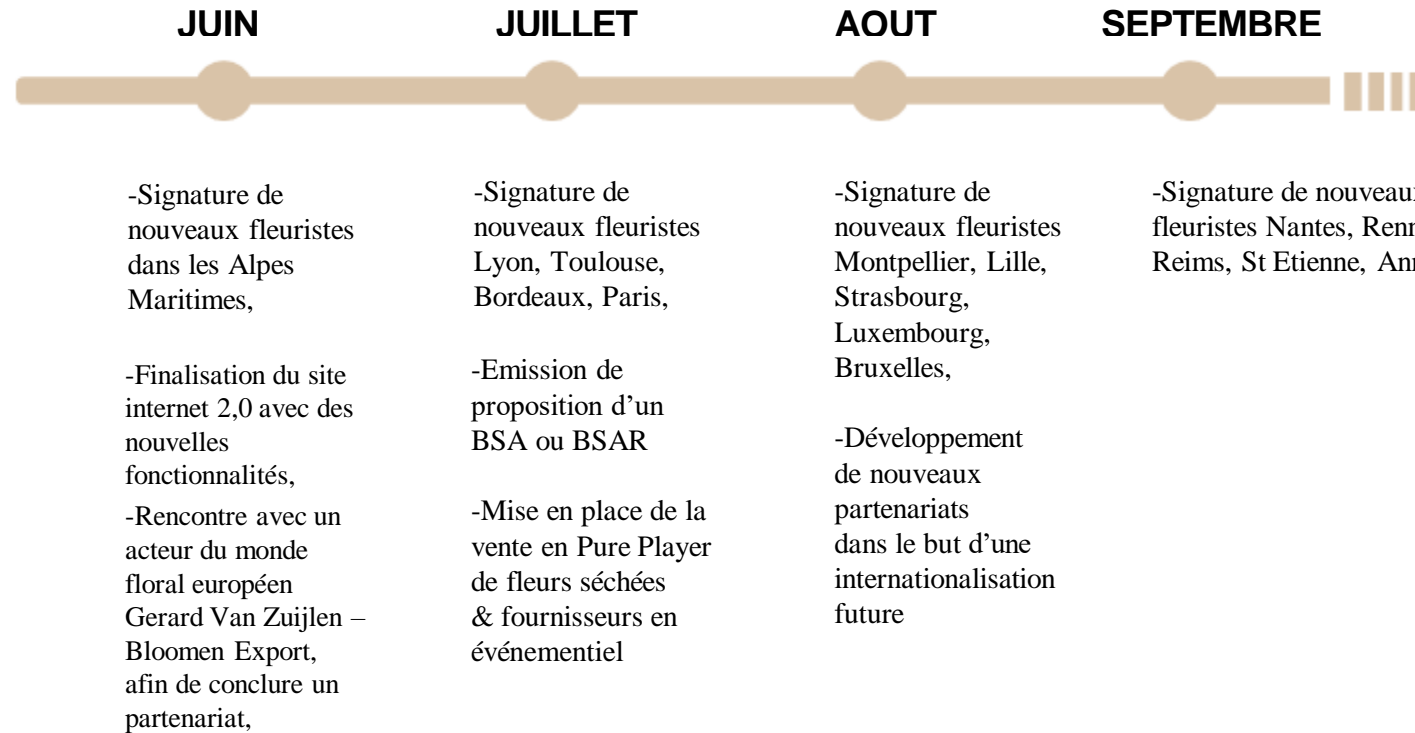 JUIN
JUILLET
AOUT
SEPTEMBRE
-Signature de
nouveaux fleuristes
dans les Alpes
Maritimes,
-Finalisation du site
internet 2,0 avec des
nouvelles
fonctionnalités,
-Rencontre avec un
acteur du monde
floral européen
Gerard Van Zuijlen –
Bloomen Export,
afin de conclure un
partenariat,
-Signature de
nouveaux fleuristes
Lyon, Toulouse,
Bordeaux, Paris,
-Emission de
proposition d’un
BSA ou BSAR
-Mise en place de la
vente en Pure Player
de fleurs séchées
& fournisseurs en
événementiel
-Signature de
nouveaux fleuristes
Montpellier, Lille,
Strasbourg,
Luxembourg,
Bruxelles,
-Développement
de nouveaux
partenariats
dans le but d’une
internationalisation
future
-Signature de nouveaux
fleuristes Nantes,
Reims, St Etienne,